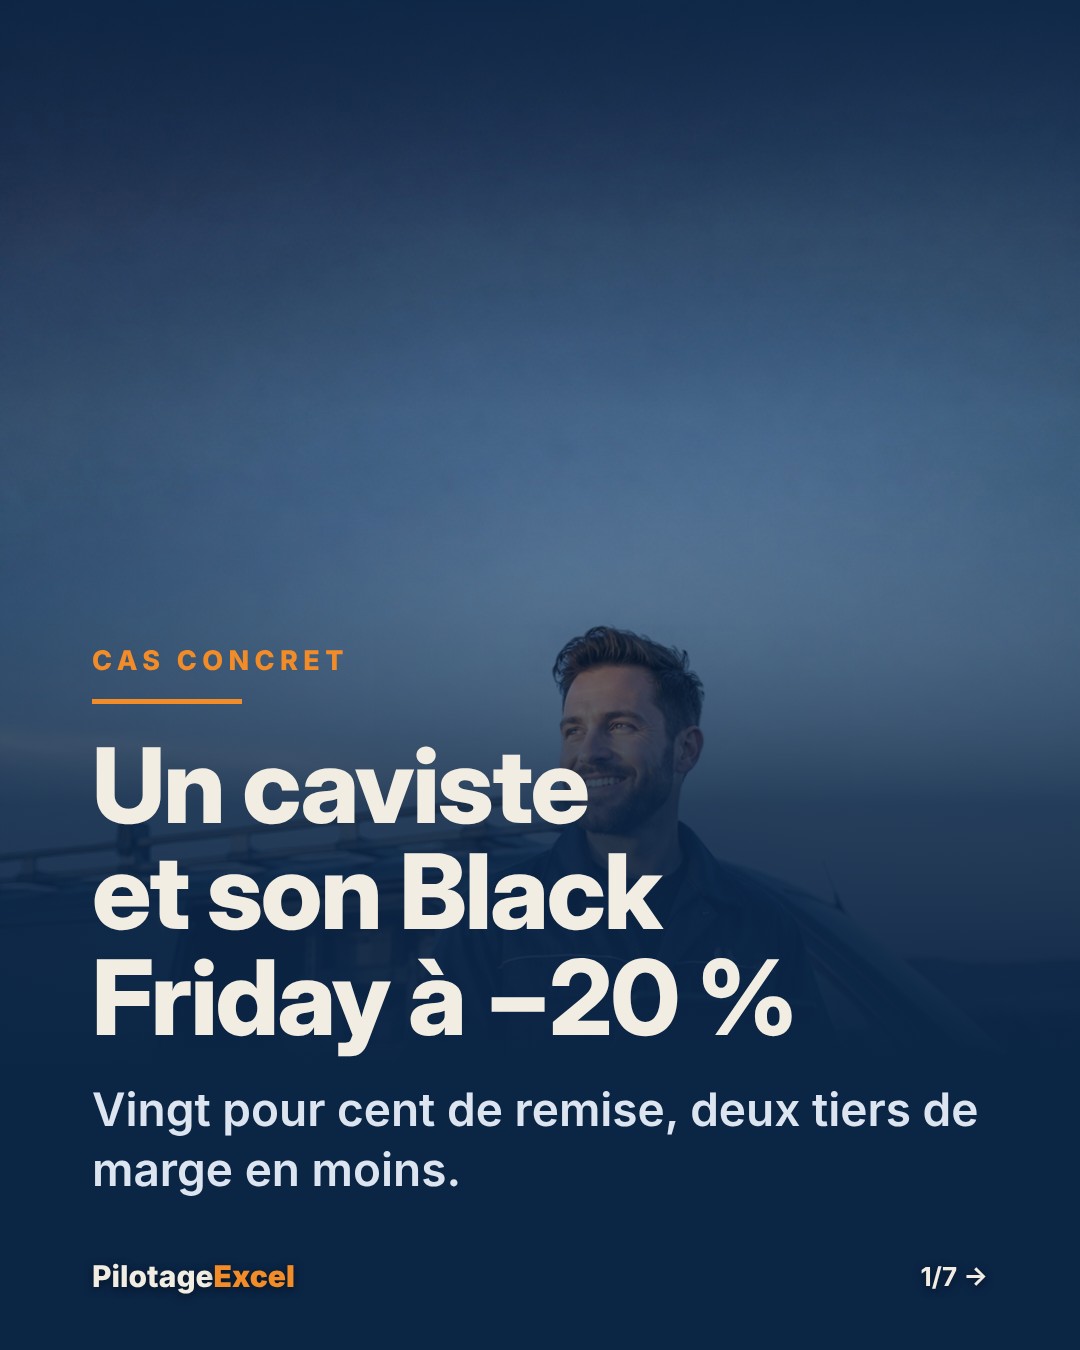 CAS CONCRET
Un caviste
et son Black
Friday à −20 %
Vingt pour cent de remise, deux tiers de
marge en moins.
PilotageExcel
1/7 →